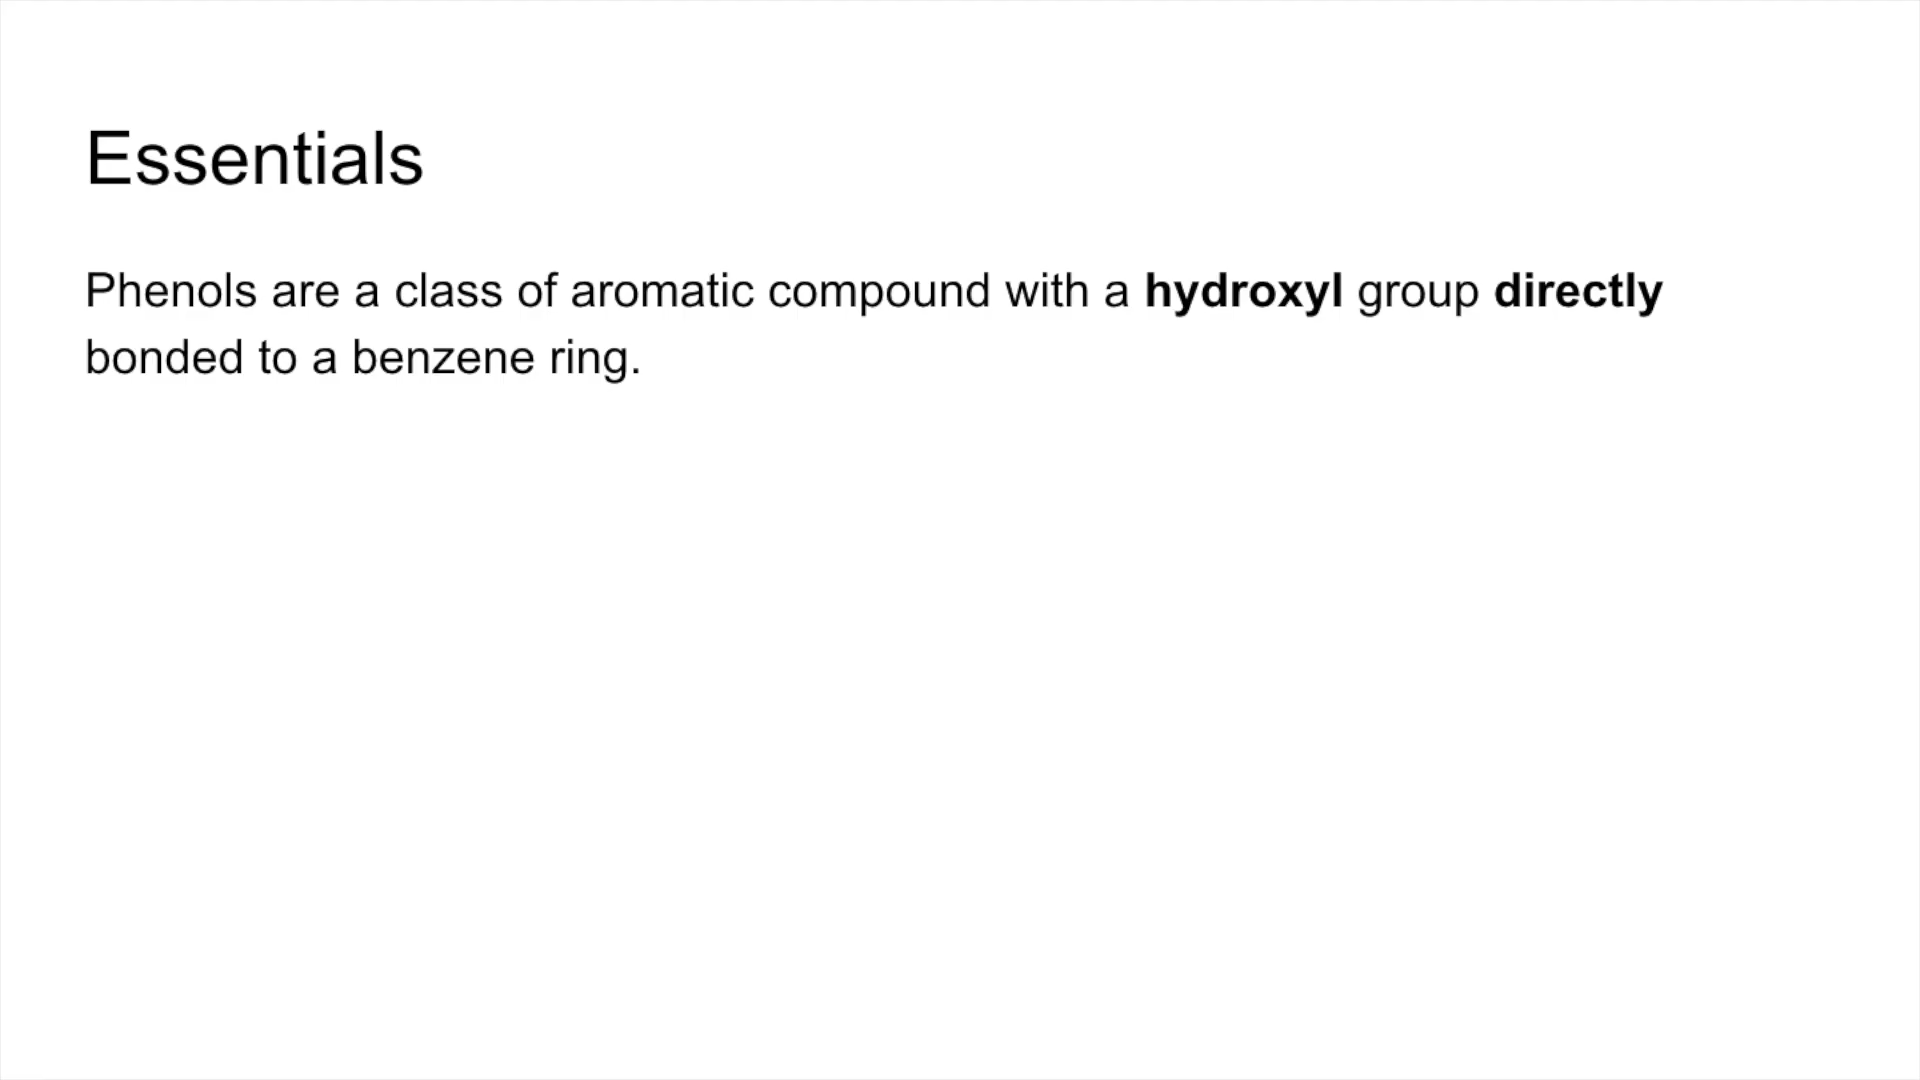 Essentials
Phenols are a class of aromatic compound with a hydroxyl group directly
bonded to a benzene ring.